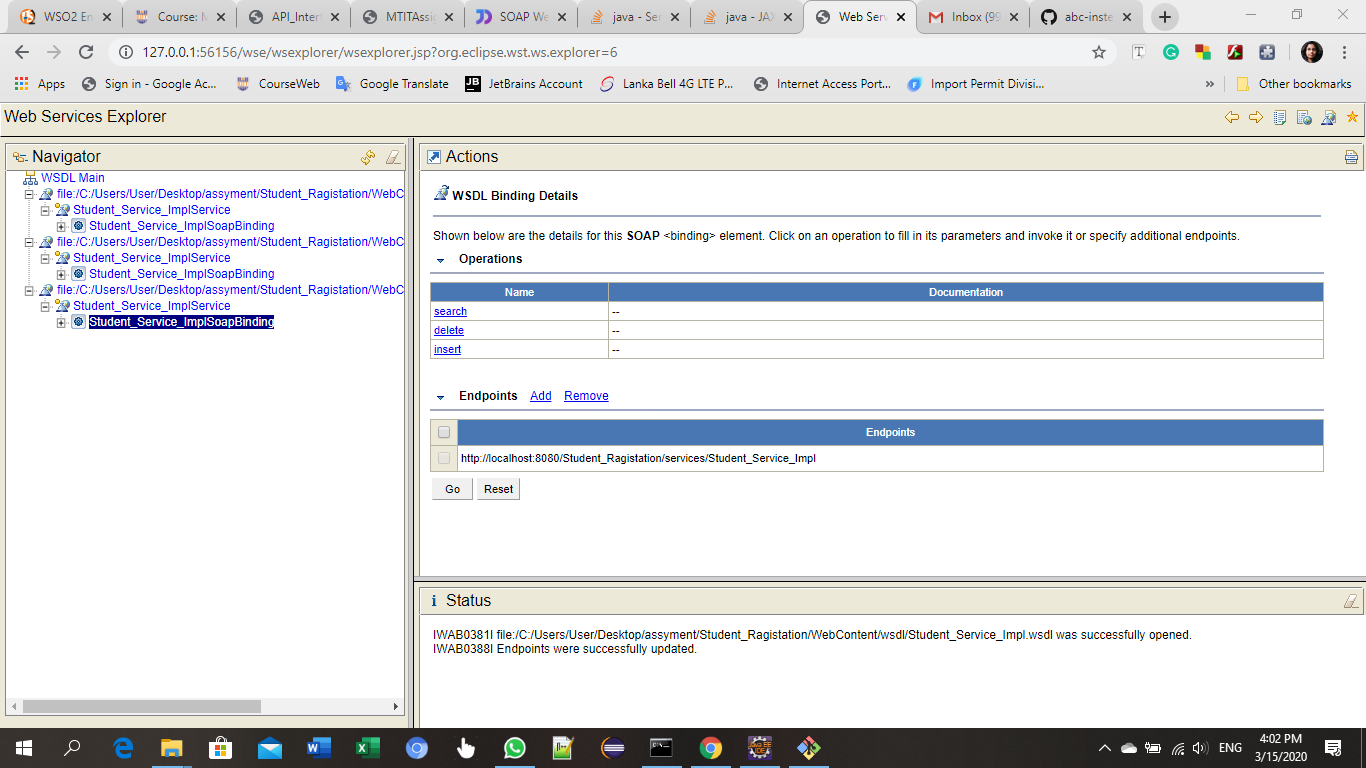 WSO2 En
Course: M
API_Inter
MTITAssig
SOAP We
java - Ser
java - JAX
Web Serv
Inbox (99
abc-inste
127.0.0.1:56156/wse/wsexplorer/wsexplorer.jsp?org.eclipse.wst.ws.explorer=6
Apps
Sign in - Google Ac...
CourseWeb
Google Translate
JetBrains Account
Lanka Bell 4G LTE P...
Internet Access Port...
Import Permit Divisi...
»
Other bookmarks
Web Services Explorer
Navigator
WSDL Main
file:/C:/Users/User/Desktop/assyment/Student_Ragistation/WebC
Student_Service_ImplService
Student_Service_ImplSoapBinding
file:/C:/Users/User/Desktop/assyment/Student_Ragistation/WebC
Student_Service_ImplService
Student_Service_ImplSoapBinding
file:/C:/Users/User/Desktop/assyment/Student_Ragistation/WebC
Student_Service_ImplService
Student_Service_ImplSoapBinding
Actions
WSDL Binding Details
Shown below are the details for this SOAP <binding> element. Click on an operation to fill in its parameters and invoke it or specify additional endpoints.
Operations
Name Documentation
search --
delete --
insert --
Endpoints Add Remove
Endpoints
http://localhost:8080/Student_Ragistation/services/Student_Service_Impl
Go Reset
Status
IWAB0381I file:/C:/Users/User/Desktop/assyment/Student_Ragistation/WebContent/wsdl/Student_Service_Impl.wsdl was successfully opened.
IWAB0388I Endpoints were successfully updated.
ENG
4:02 PM
3/15/2020